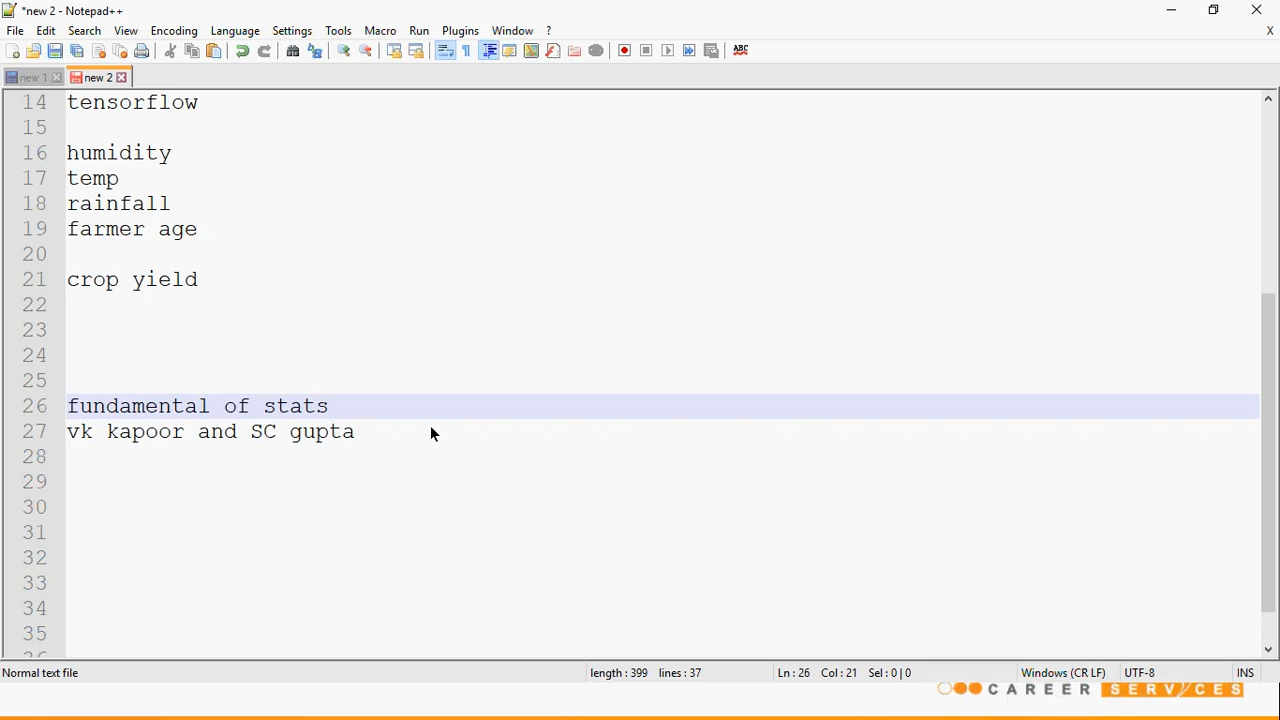 *new 2 - Notepad++
File Edit Search View Encoding Language Settings Tools Macro Run Plugins Window ? X
ABC
new 1 new 2
14 tensorflow
15
16 humidity
17 temp
18 rainfall
19 farmer age
20
21 crop yield
22
23
24
25
26 fundamental of stats
27 vk kapoor and SC gupta
28
29
30
31
32
33
34
35
36
Normal text file length : 399 lines : 37 Ln : 26 Col : 21 Sel : 0 | 0 Windows (CR LF) UTF-8 INS
CAREER SERVICES